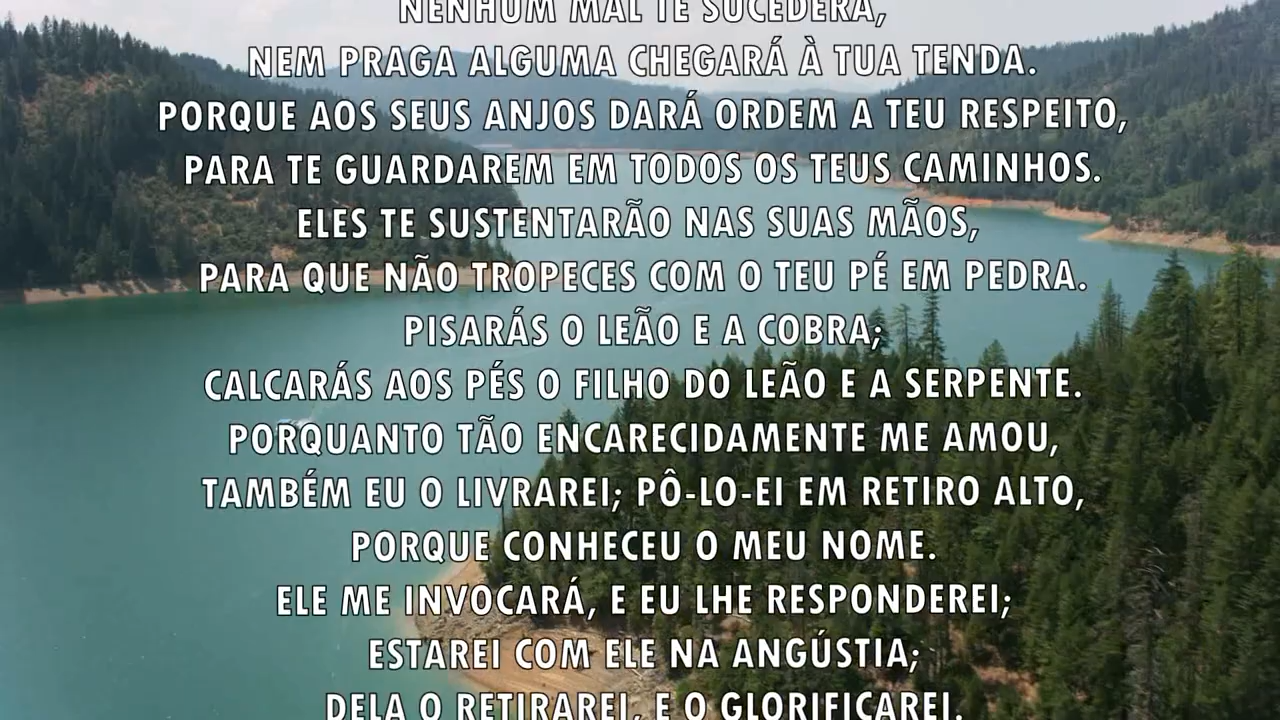 NENHUM MAL TE SUCEDERÁ,
NEM PRAGA ALGUMA CHEGARÁ À TUA TENDA.
PORQUE AOS SEUS ANJOS DARÁ ORDEM A TEU RESPEITO,
PARA TE GUARDAREM EM TODOS OS TEUS CAMINHOS.
ELES TE SUSTENTARÃO NAS SUAS MÃOS,
PARA QUE NÃO TROPECES COM O TEU PÉ EM PEDRA.
PISARÁS O LEÃO E A COBRA;
CALCARÁS AOS PÉS O FILHO DO LEÃO E A SERPENTE.
PORQUANTO TÃO ENCARECIDAMENTE ME AMOU,
TAMBÉM EU O LIVRAREI; PÔ-LO-EI EM RETIRO ALTO,
PORQUE CONHECEU O MEU NOME.
ELE ME INVOCARÁ, E EU LHE RESPONDEREI;
ESTAREI COM ELE NA ANGÚSTIA;
DELA O RETIRAREI, E O GLORIFICAREI.